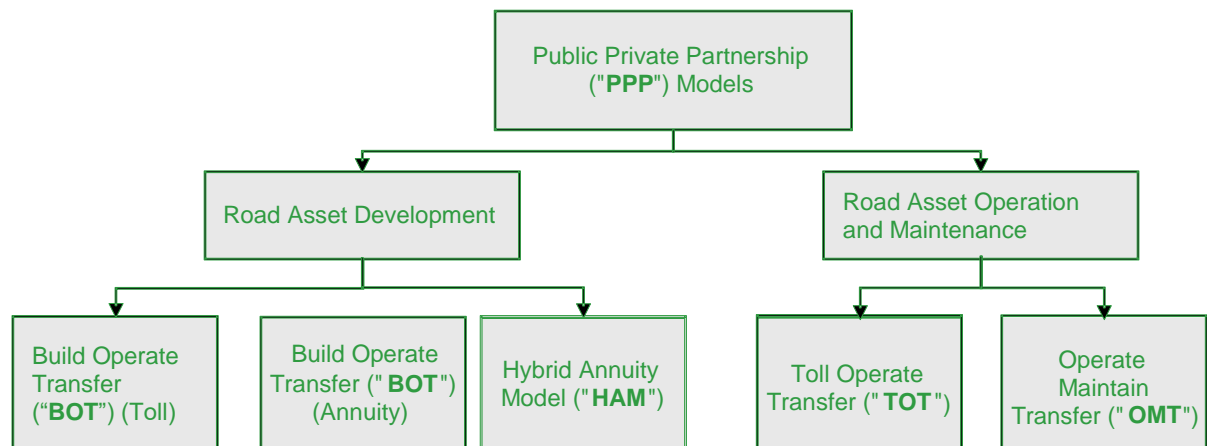 Public Private Partnership
("PPP") Models
Road Asset Development
Road Asset Operation
and Maintenance
Build Operate
Transfer
(“BOT”) (Toll)
Build Operate
Transfer (" BOT")
(Annuity)
Hybrid Annuity
Model ("HAM")
Toll Operate
Transfer (" TOT")
Operate
Maintain
Transfer (" OMT")